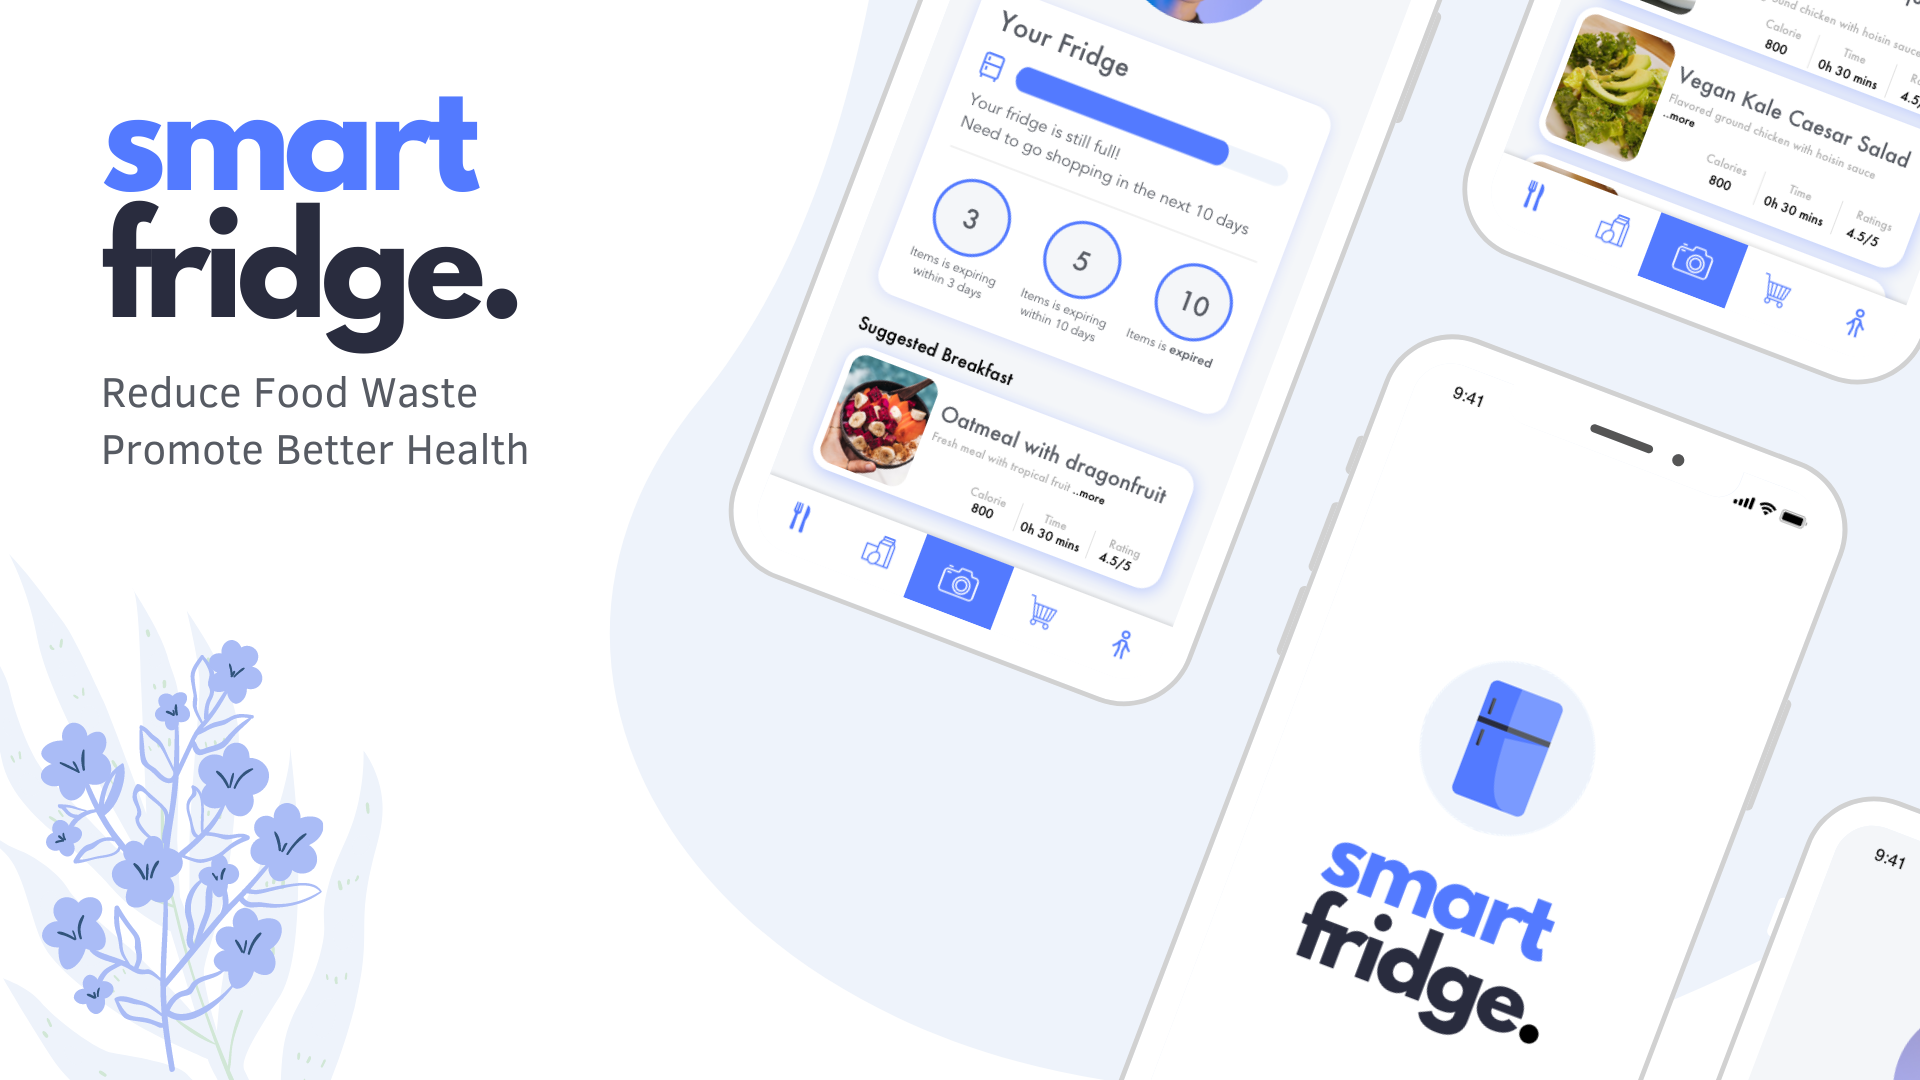 smart
fridge.
Reduce Food Waste
Promote Better Health
Your Fridge
Your fridge is still full!
Need to go shopping in the next 10 days
3
Items is expiring
within 3 days
5
Items is expiring
within 10 days
10
Items is expired
Suggested Breakfast
Oatmeal with dragonfruit
Fresh meal with tropical fruit ..more
Calorie
800
Time
0h 30 mins
Rating
4.5/5
ground chicken with hoisin sauce
Calorie
800
Time
0h 30 mins
Vegan Kale Caesar Salad
Flavored ground chicken with hoisin sauce
..more
Calories
800
Time
0h 30 mins
Ratings
4.5/5
9:41
smart
fridge.
9:41